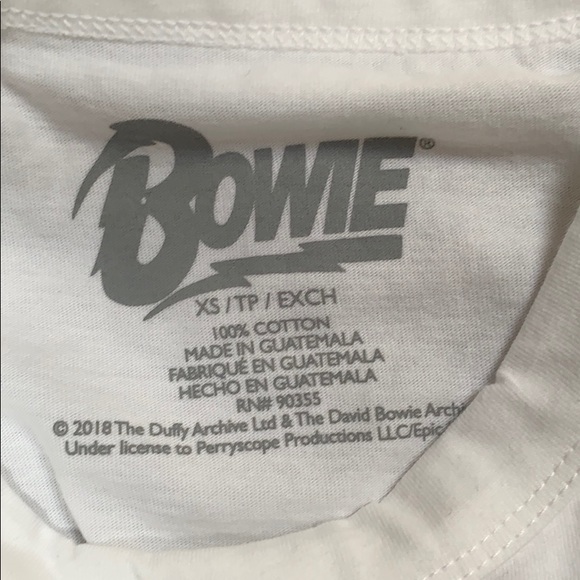 BOWIE®
XS / TP / EXCH
100% COTTON
MADE IN GUATEMALA
FABRIQUÉ EN GUATEMALA
HECHO EN GUATEMALA
RN# 90355
© 2018 The Duffy Archive Ltd & The David Bowie
Under license to Perryscope Productions LLC/Epic